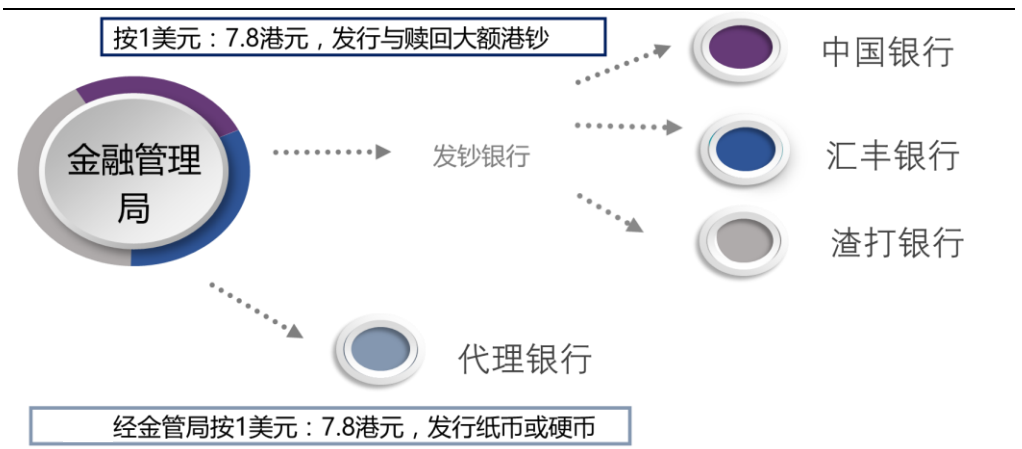 按1美元：7.8港元，发行与赎回大额港钞
中国银行
金融管理
局
发钞银行
汇丰银行
渣打银行
代理银行
经金管局按1美元：7.8港元，发行纸币或硬币